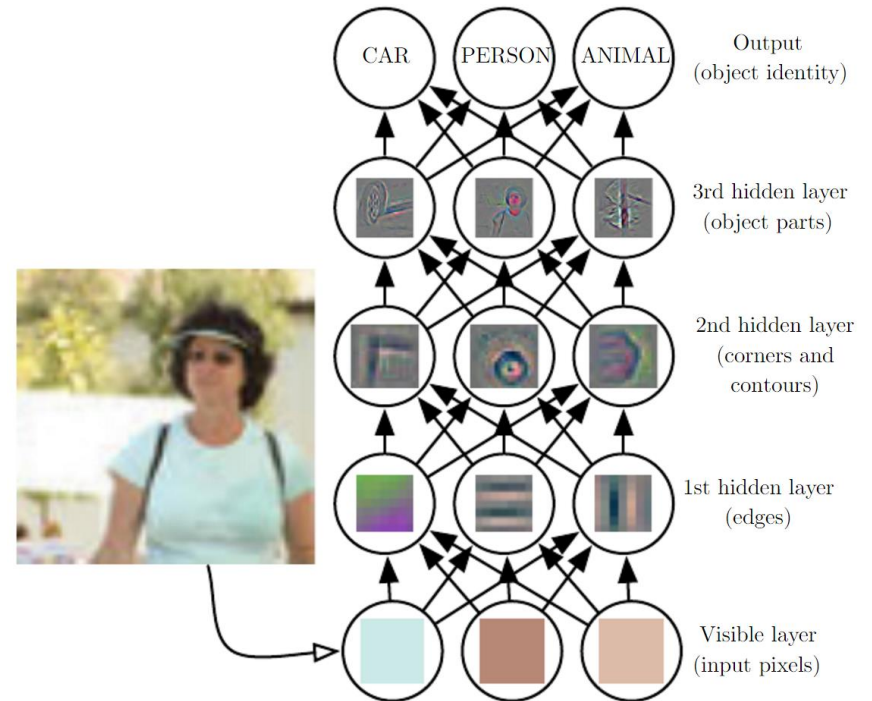 CAR
PERSON
ANIMAL
Output
(object identity)
3rd hidden layer
(object parts)
2nd hidden layer
(corners and
contours)
1st hidden layer
(edges)
Visible layer
(input pixels)